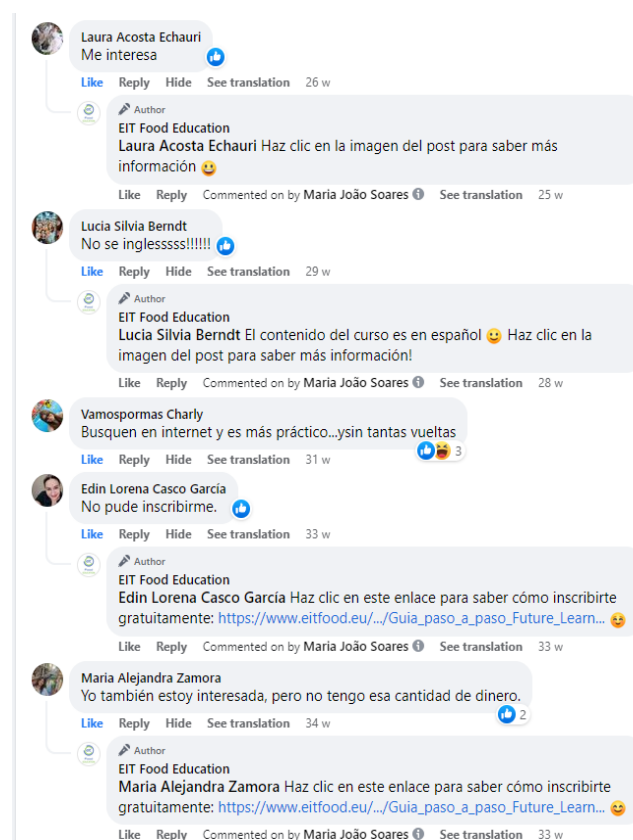 Laura Acosta Echauri
Me interesa
Like Reply Hide See translation 26 w
Author
EIT Food Education
Laura Acosta Echauri Haz clic en la imagen del post para saber más
información 😀
Like Reply Commented on by Maria João Soares See translation 25 w
Lucia Silvia Berndt
No se inglesssss!!!!!!
Like Reply Hide See translation 29 w
Author
EIT Food Education
Lucia Silvia Berndt El contenido del curso es en español 🙂 Haz clic en la
imagen del post para saber más información!
Like Reply Commented on by Maria João Soares See translation 28 w
Vamospormas Charly
Busquen en internet y es más práctico...ysin tantas vueltas
3
Like Reply Hide See translation 31 w
Edin Lorena Casco García
No pude inscribirme.
Like Reply Hide See translation 33 w
Author
EIT Food Education
Edin Lorena Casco García Haz clic en este enlace para saber cómo inscribirte
gratuitamente: https://www.eitfood.eu/.../Guia_paso_a_paso_Future_Learn... 😊
Like Reply Commented on by Maria João Soares See translation 33 w
Maria Alejandra Zamora
Yo también estoy interesada, pero no tengo esa cantidad de dinero.
2
Like Reply Hide See translation 34 w
Author
EIT Food Education
Maria Alejandra Zamora Haz clic en este enlace para saber cómo inscribirte
gratuitamente: https://www.eitfood.eu/.../Guia_paso_a_paso_Future_Learn... 😊
Like Reply Commented on by Maria João Soares See translation 33 w